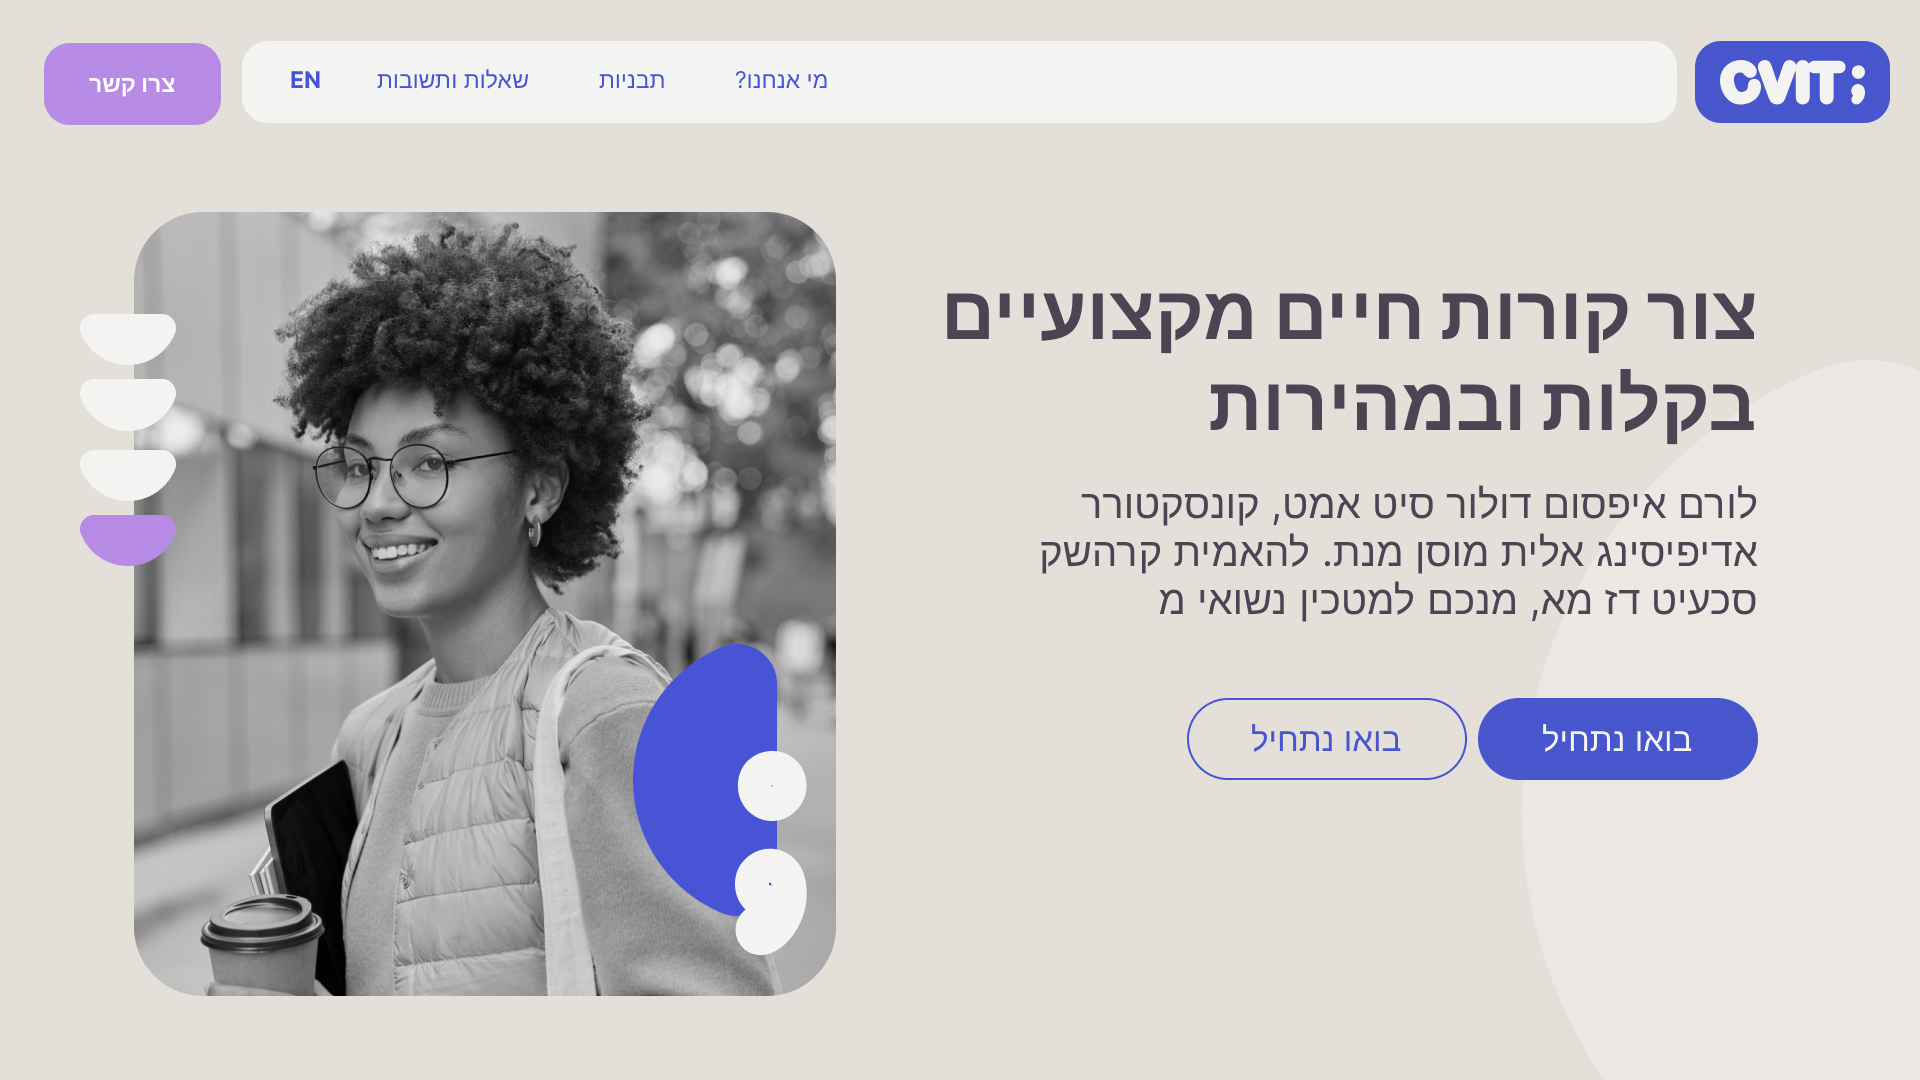 CVIT;
מי אנחנו?
תבניות
שאלות ותשובות
EN
צרו קשר
צור קורות חיים מקצועיים
בקלות ובמהירות
לורם איפסום דולור סיט אמט, קונסקטורר
אדיפיסינג אלית מוסן מנת. להאמית קרהשק
סכעיט דז מא, מנכם למטכין נשואי מ
בואו נתחיל
בואו נתחיל